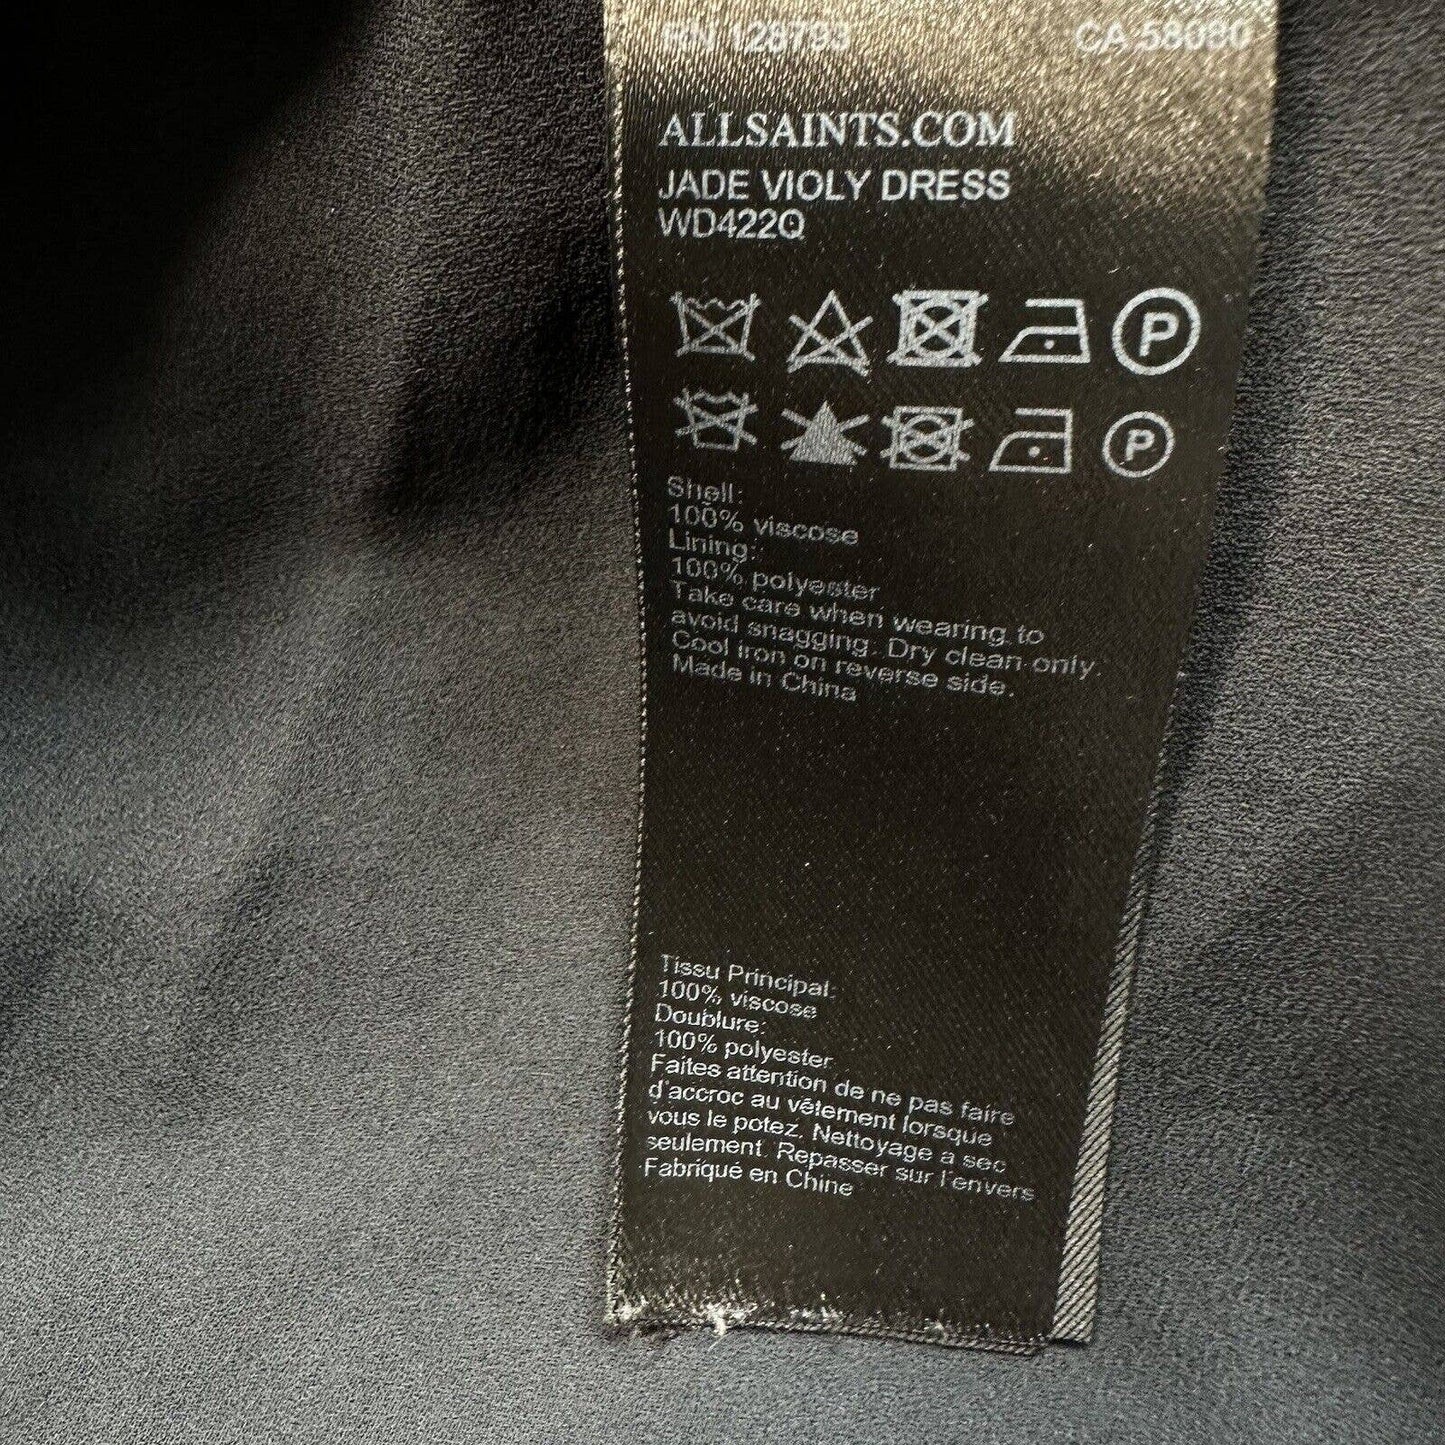 RN 128793 CA 58080
ALLSAINTS.COM
JADE VIOLY DRESS
WD422Q
P
P
Shell:
100% viscose
Lining:
100% polyester
Take care when wearing to
avoid snagging. Dry clean only.
Cool iron on reverse side.
Made in China
Tissu Principal:
100% viscose
Doublure:
100% polyester
Faites attention de ne pas faire
d'accroc au vêtement lorsque
vous le potez. Nettoyage a sec
seulement. Repasser sur l'envers
Fabriqué en Chine